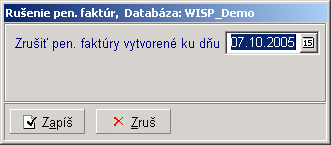 Rušenie pen. faktúr, Databáza: WISP_Demo
Zrušiť pen. faktúry vytvorené ku dňu 07.10.2005 15
Zapíš Zruš